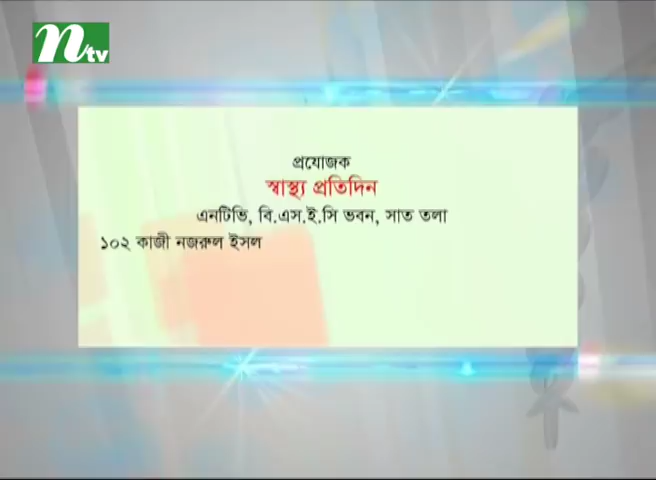 ntv
প্রযোজক
স্বাস্থ্য প্রতিদিন
এনটিভি, বি.এস.ই.সি ভবন, সাত তলা
১০২ কাজী নজরুল ইসল